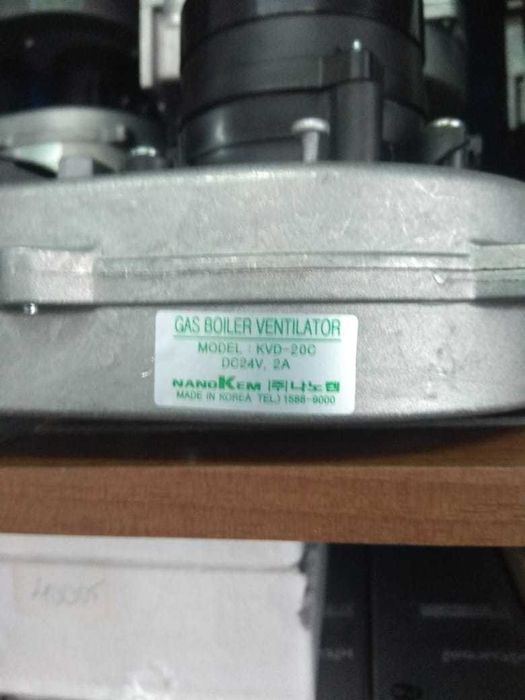 GAS BOILER VENTILATOR
MODEL : KVD-20C
DC24V, 2A
NANOKEM (주)나노켐
MADE IN KOREA TEL.) 1588-9000